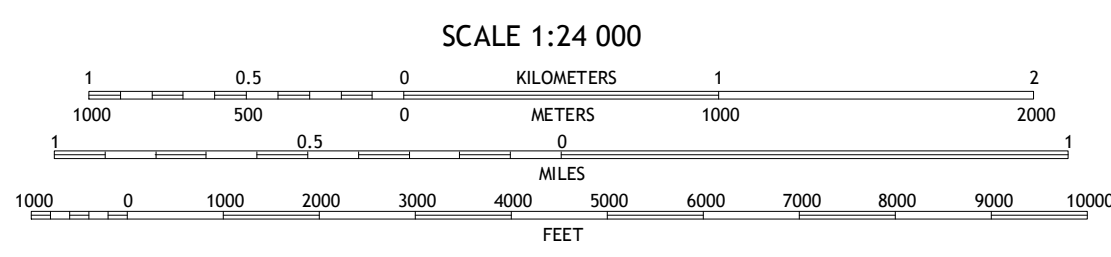 SCALE 1:24 000
1 0.5 0 KILOMETERS 1 2
1000 500 0 METERS 1000 2000
1 0.5 0 1
MILES
1000 0 1000 2000 3000 4000 5000 6000 7000 8000 9000 10000
FEET